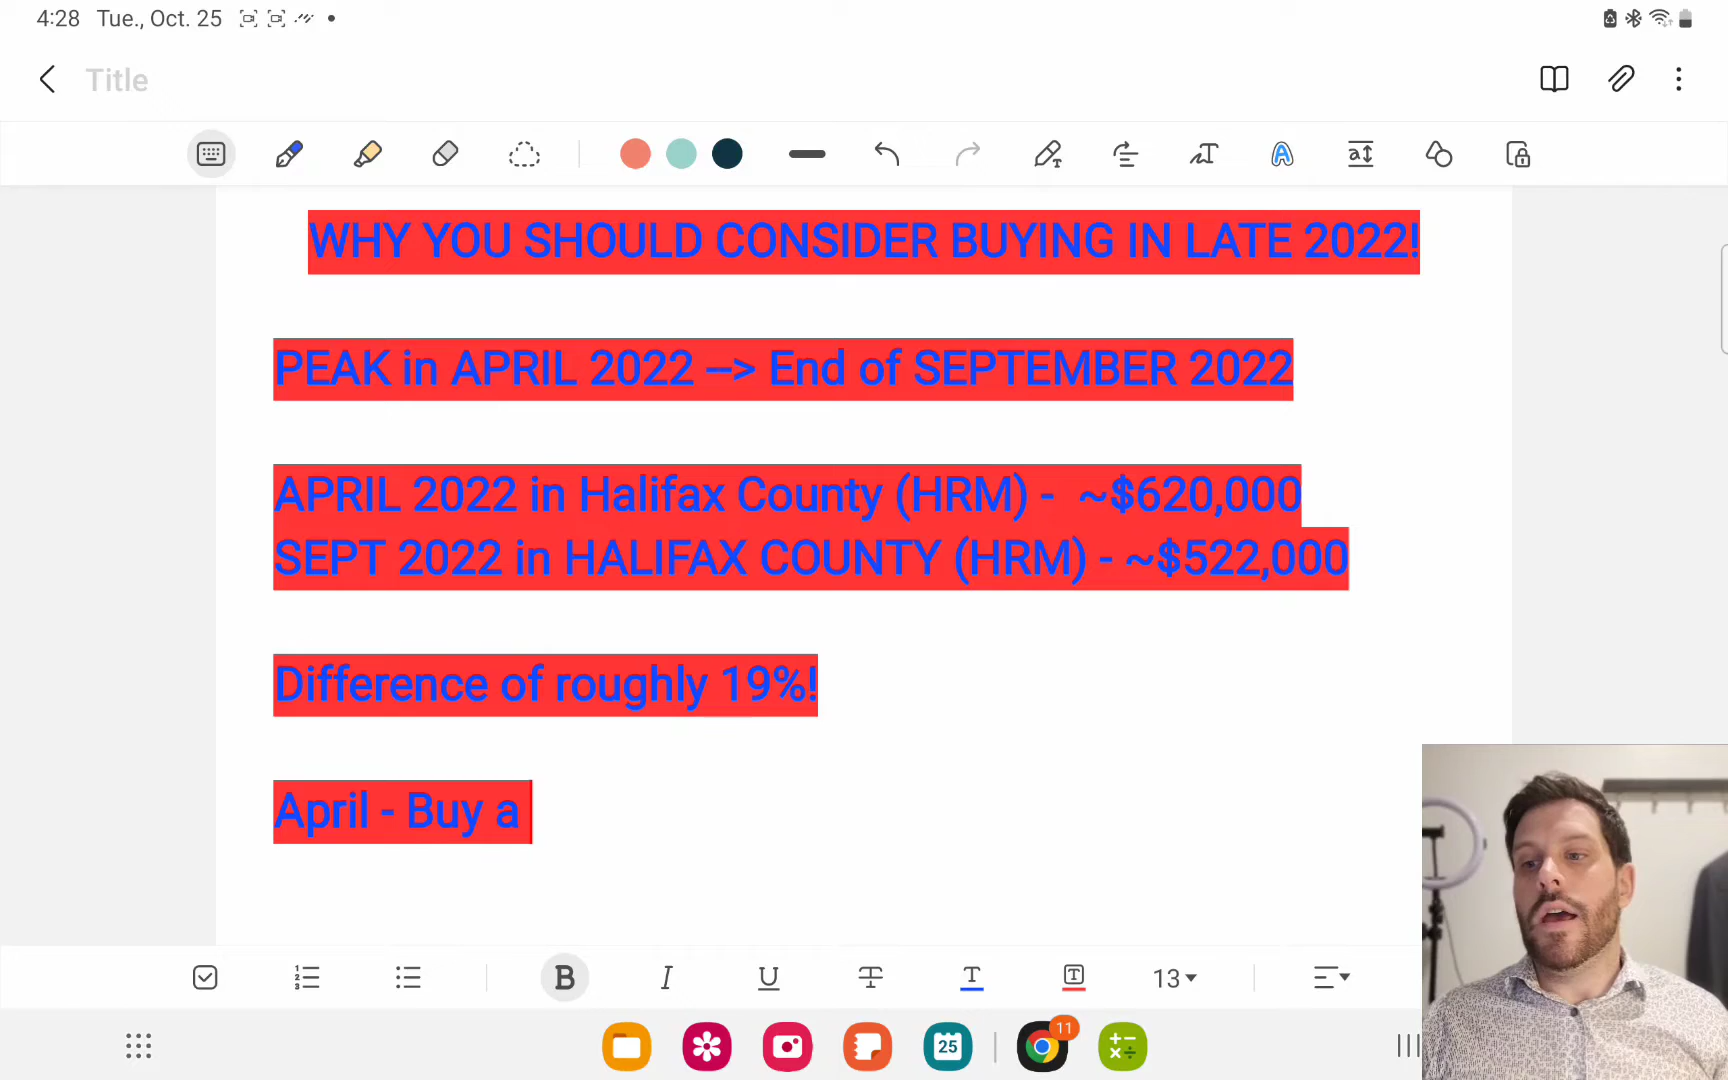 4:28 Tue., Oct. 25
Title
WHY YOU SHOULD CONSIDER BUYING IN LATE 2022!
PEAK in APRIL 2022 --> End of SEPTEMBER 2022
APRIL 2022 in Halifax County (HRM) - ~$620,000
SEPT 2022 in HALIFAX COUNTY (HRM) - ~$522,000
Difference of roughly 19%!
April - Buy a
13
25
11